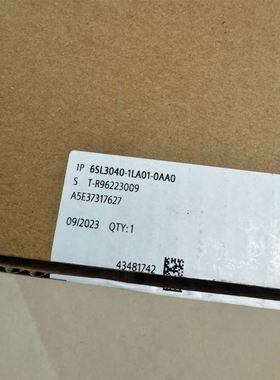 1P 6SL3040-1LA01-0AA0
S T-R96223009
A5E37317627
09/2023 QTY:1
43481742